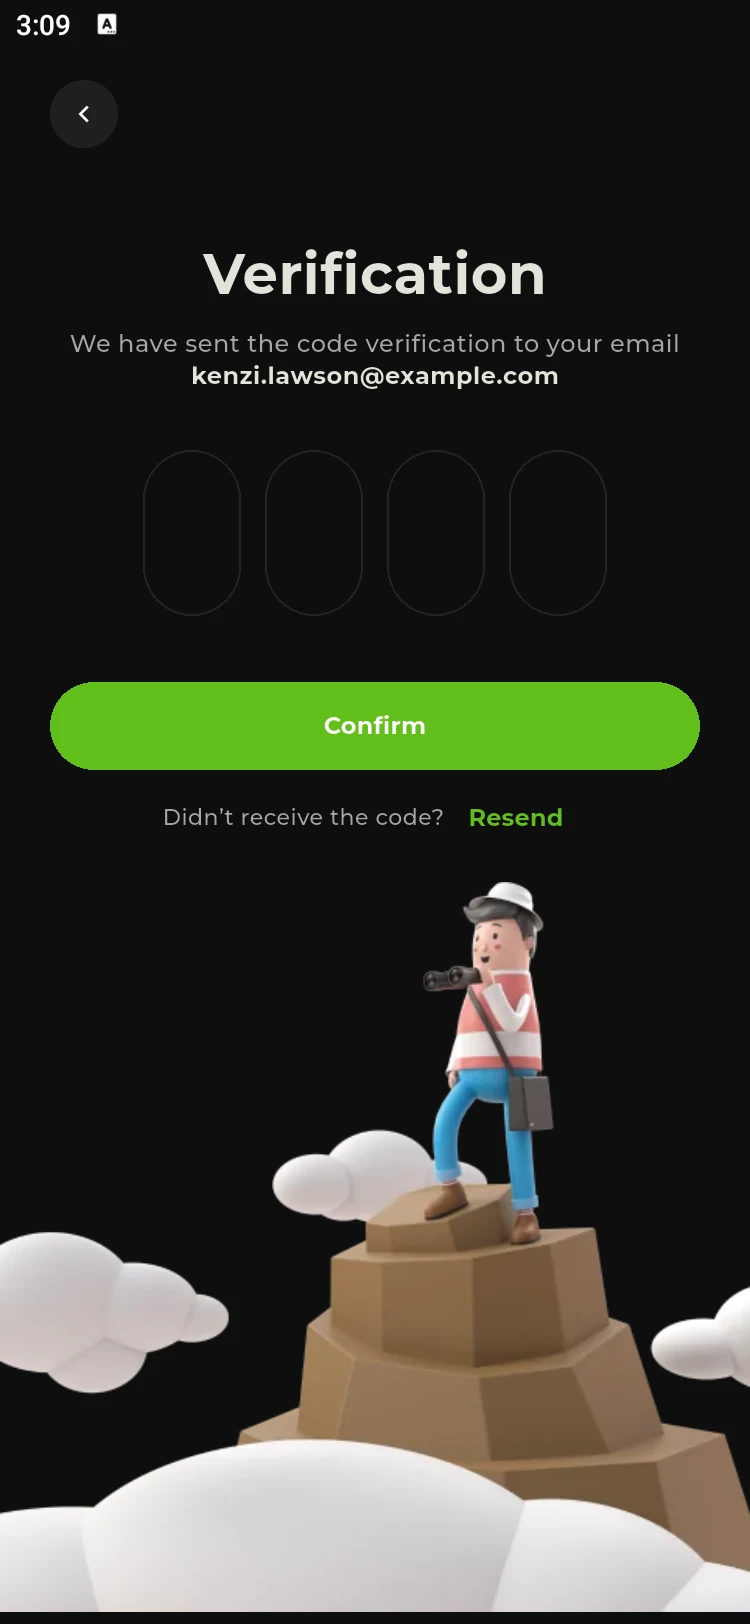 3:09
A
Verification
We have sent the code verification to your email
kenzi.lawson@example.com
Confirm
Didn’t receive the code? Resend